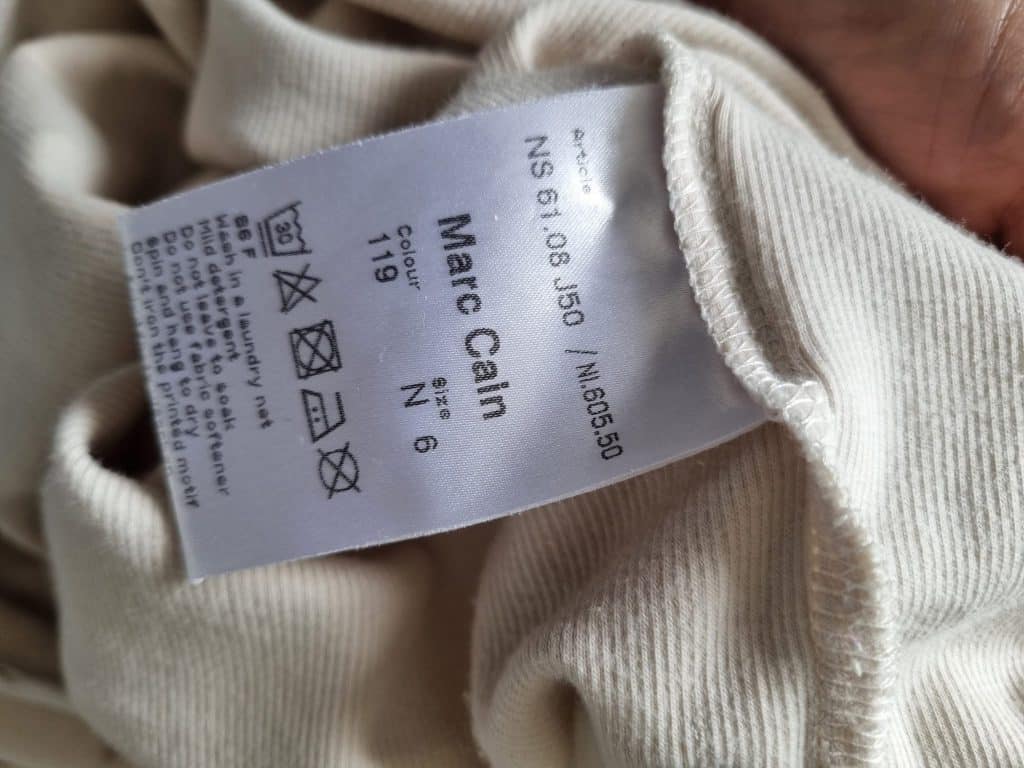 Article
NS 61.08 J50 /NI.605.50
Marc Cain
Colour size
119 N 6
30
86 F
Wash in a laundry net
Mild detergent
Do not leave to soak
Do not use fabric softener
Spin and hang to dry
Don't iron the printed motif